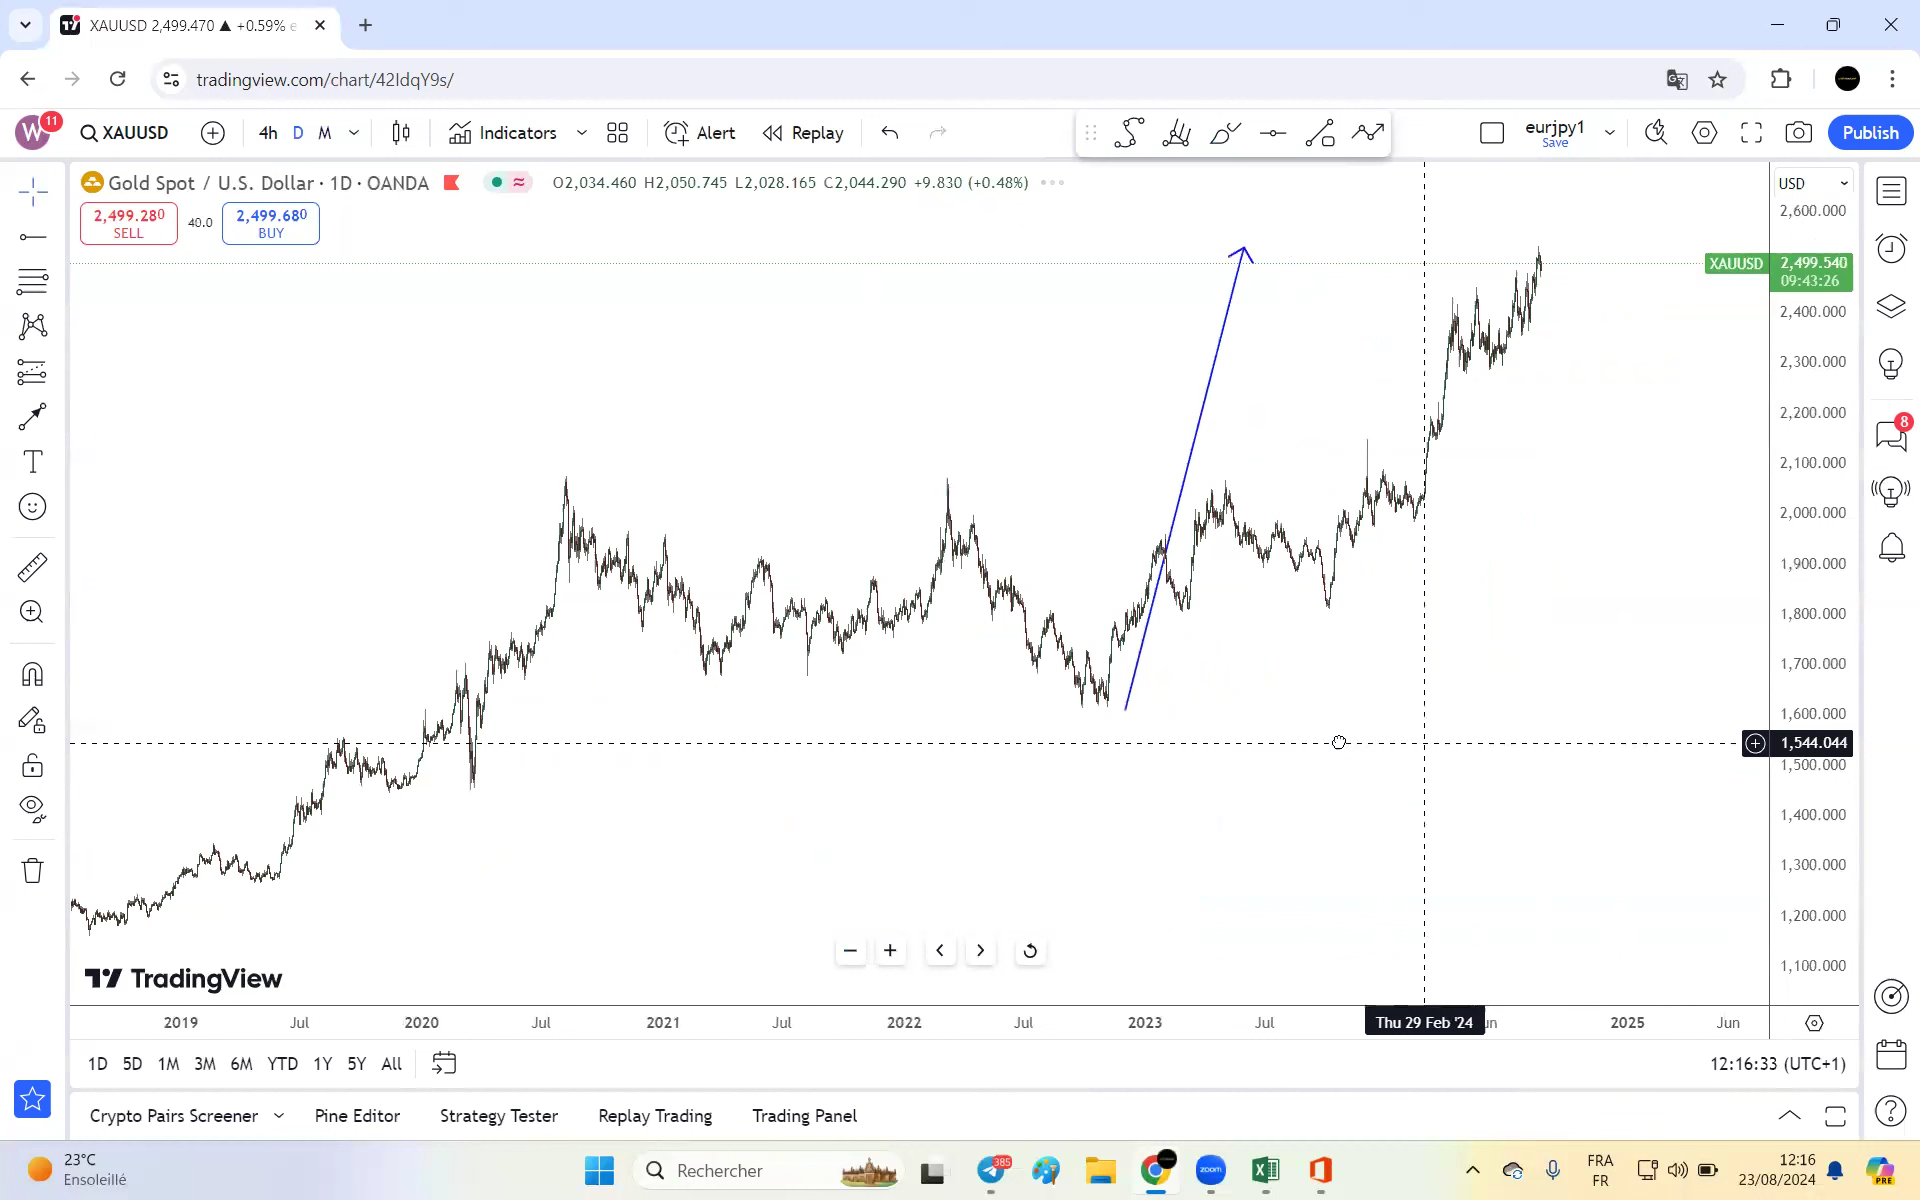 XAUUSD 2,499.470 ▲ +0.59%
tradingview.com/chart/42IdqY9s/
W 11 XAUUSD 4h D M Indicators Alert Replay eurjpy1 Publish
Save
Gold Spot / U.S. Dollar · 1D · OANDA O2,034.460 H2,050.745 L2,028.165 C2,044.290 +9.830 (+0.48%) USD
2,499.280 40.0 2,499.680
SELL BUY
2,600.000
XAUUSD 2,499.540
09:43:26
2,400.000
2,300.000
2,200.000
2,100.000
2,000.000
1,900.000
1,800.000
1,700.000
1,600.000
1,544.044
1,500.000
1,400.000
1,300.000
1,200.000
1,100.000
8
TradingView
2019 Jul 2020 Jul 2021 Jul 2022 Jul 2023 Jul Thu 29 Feb '24 2025 Jun
1D 5D 1M 3M 6M YTD 1Y 5Y All 12:16:33 (UTC+1)
Crypto Pairs Screener Pine Editor Strategy Tester Replay Trading Trading Panel
23°C
Ensoleillé
Rechercher
385
zoom
FRA
FR
12:16
23/08/2024
PRE